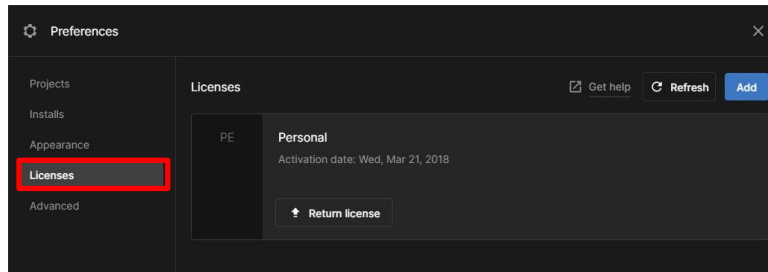 Preferences
Projects
Installs
Appearance
Licenses
Advanced
Licenses
Get help
Refresh
Add
PE
Personal
Activation date: Wed, Mar 21, 2018
Return license